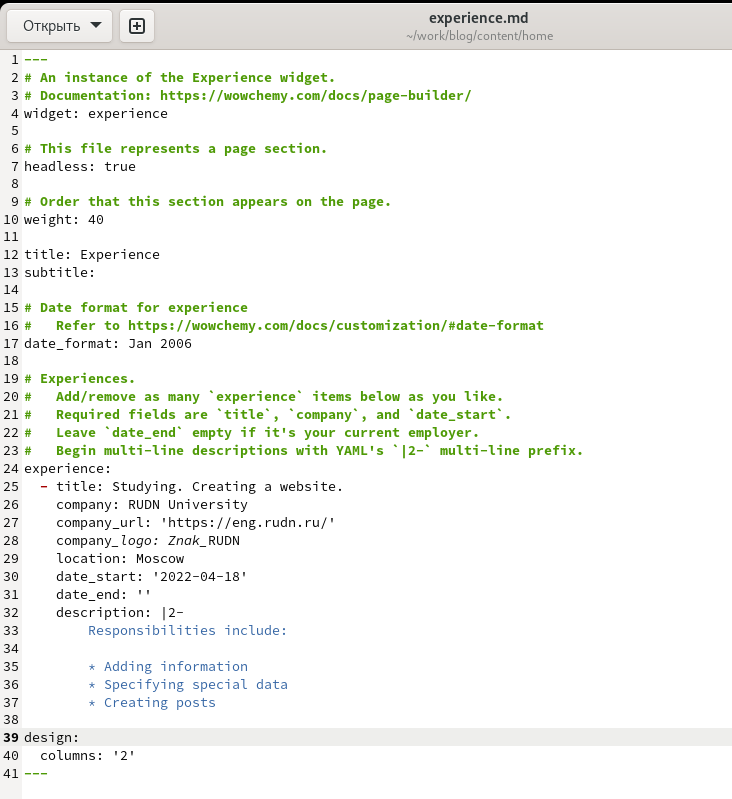 Открыть
experience.md
~/work/blog/content/home
1 ---
2 # An instance of the Experience widget.
3 # Documentation: https://wowchemy.com/docs/page-builder/
4 widget: experience
5
6 # This file represents a page section.
7 headless: true
8
9 # Order that this section appears on the page.
10 weight: 40
11
12 title: Experience
13 subtitle:
14
15 # Date format for experience
16 #   Refer to https://wowchemy.com/docs/customization/#date-format
17 date_format: Jan 2006
18
19 # Experiences.
20 #   Add/remove as many `experience` items below as you like.
21 #   Required fields are `title`, `company`, and `date_start`.
22 #   Leave `date_end` empty if it's your current employer.
23 #   Begin multi-line descriptions with YAML's `|2-` multi-line prefix.
24 experience:
25   - title: Studying. Creating a website.
26     company: RUDN University
27     company_url: 'https://eng.rudn.ru/'
28     company_logo: Znak_RUDN
29     location: Moscow
30     date_start: '2022-04-18'
31     date_end: ''
32     description: |2-
33         Responsibilities include:
34
35         * Adding information
36         * Specifying special data
37         * Creating posts
38
39 design:
40   columns: '2'
41 ---